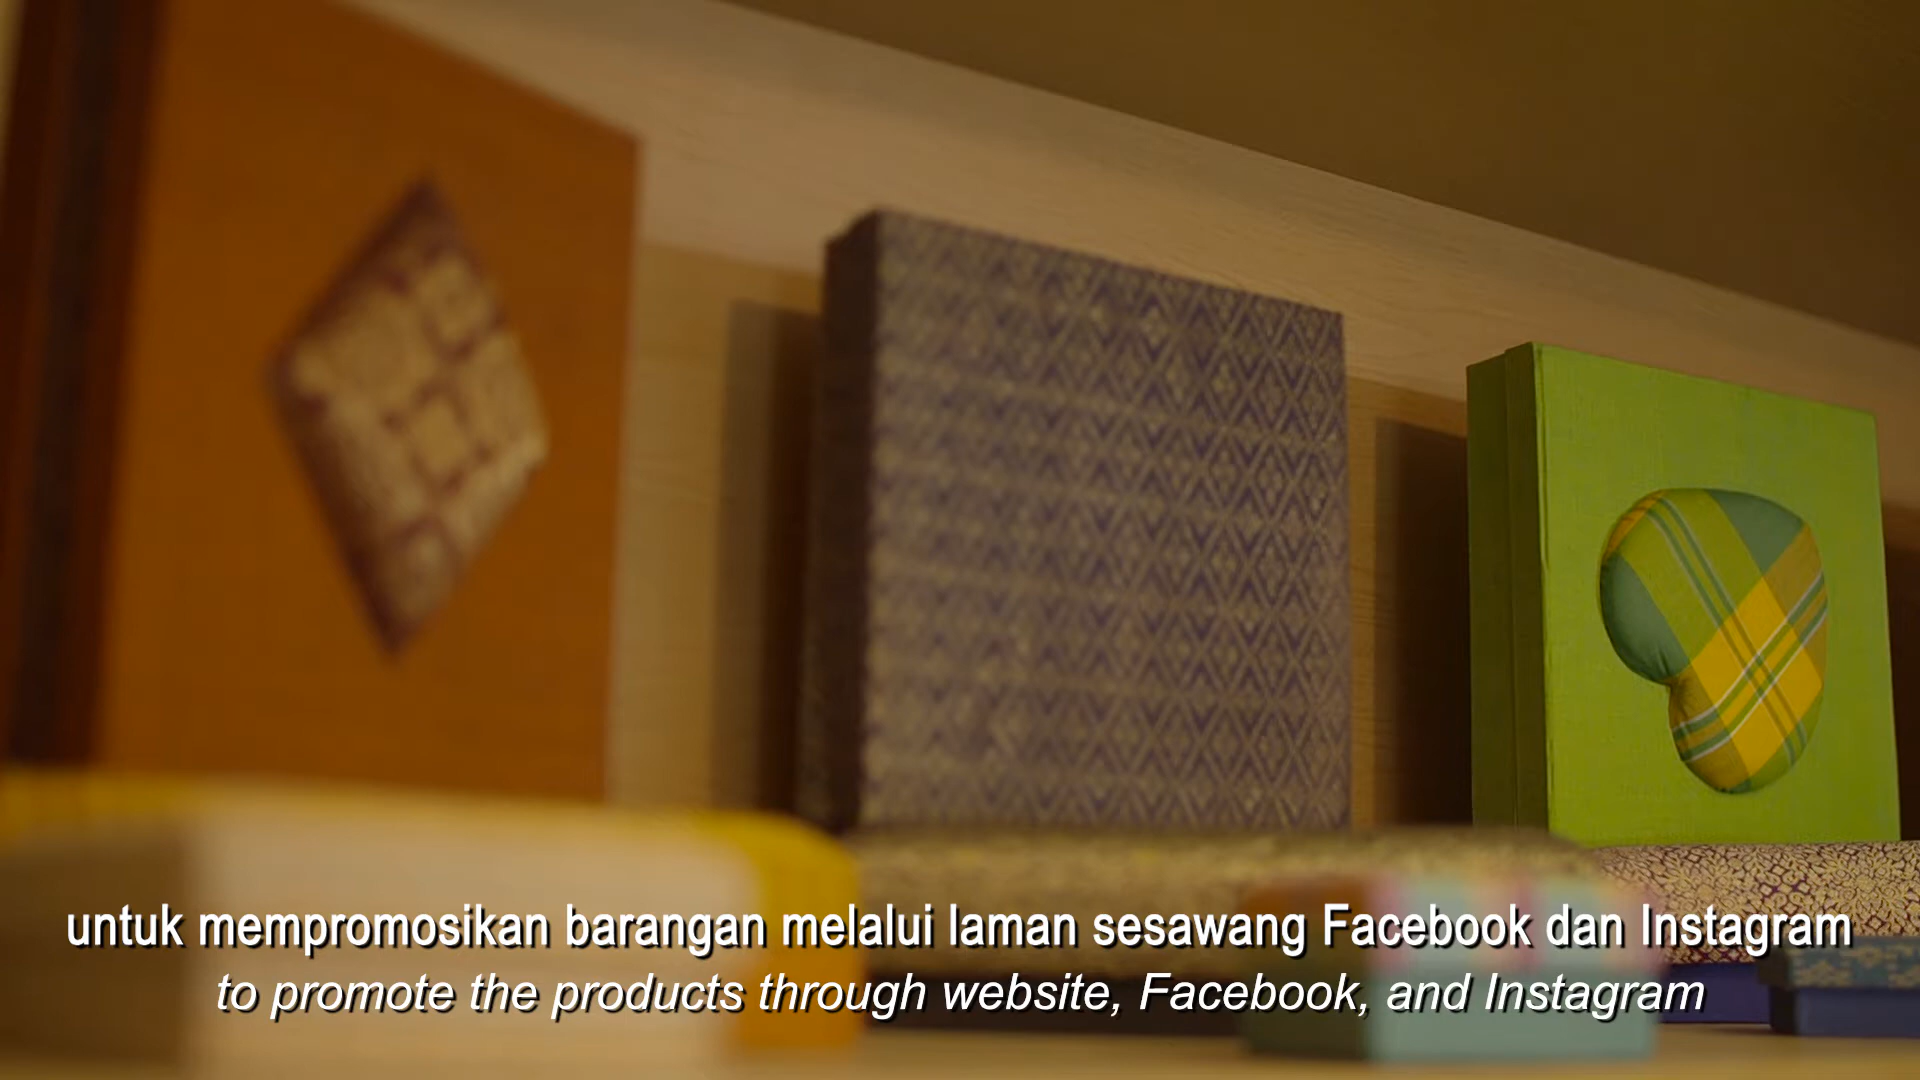 untuk mempromosikan barangan melalui laman sesawang Facebook dan Instagram
to promote the products through website, Facebook, and Instagram